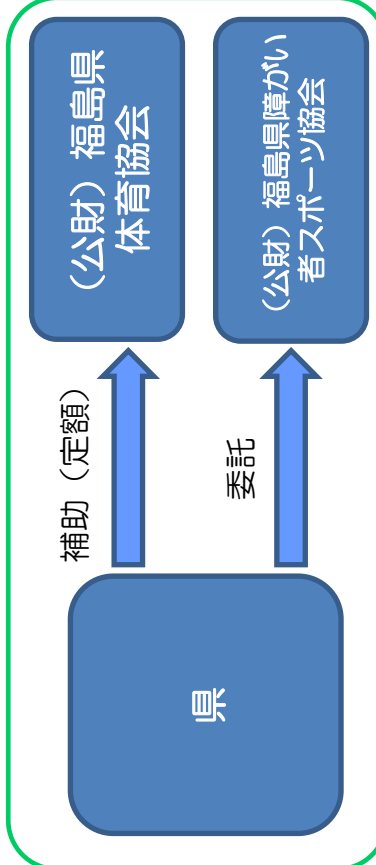 県
補助（定額）
（公財）福島県
体育協会
委託
（公財）福島県障がい
者スポーツ協会